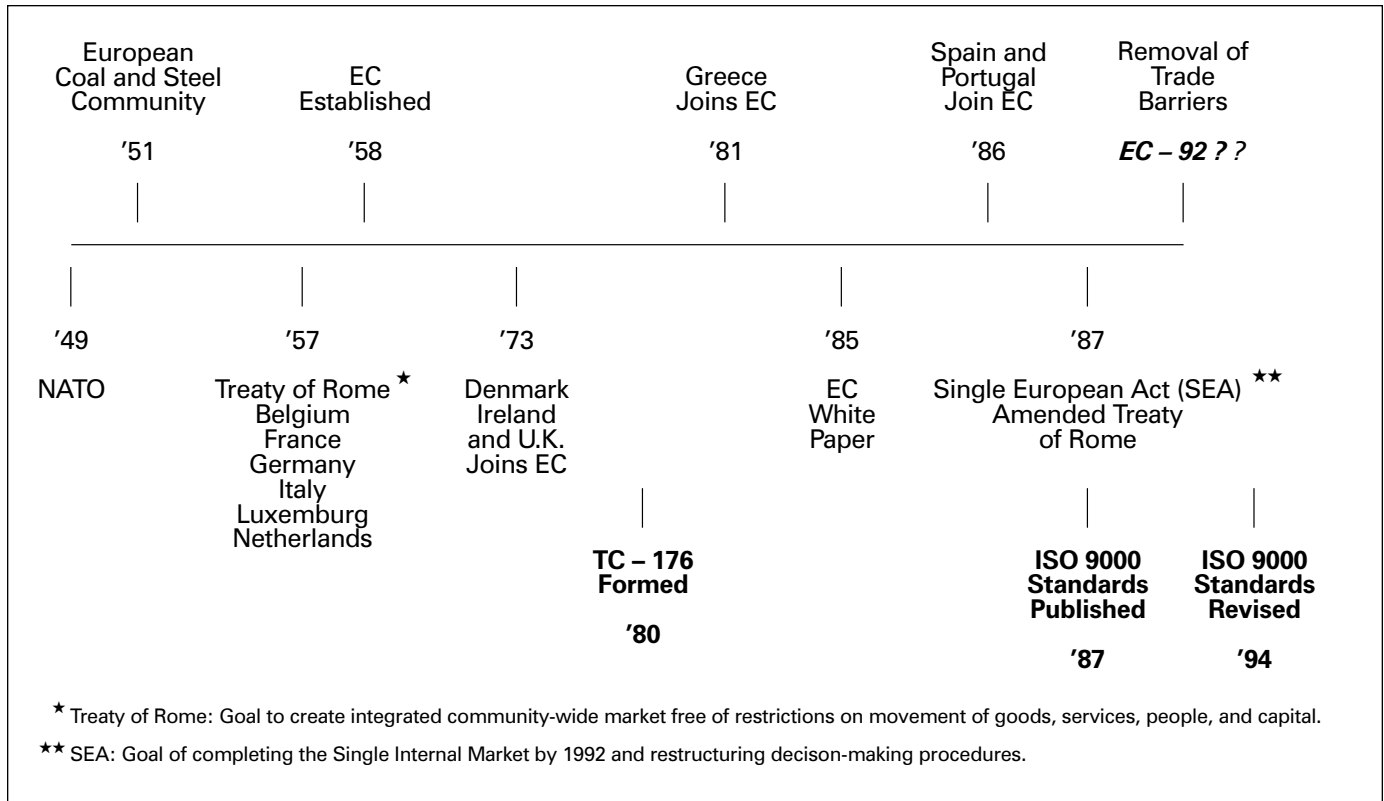 European
Coal and Steel
Community
'51
EC
Established
'58
Greece
Joins EC
'81
Spain and
Portugal
Join EC
'86
Removal of
Trade
Barriers
EC – 92 ? ?
'49
NATO
'57
Treaty of Rome ★
Belgium
France
Germany
Italy
Luxemburg
Netherlands
'73
Denmark
Ireland
and U.K.
Joins EC
'85
EC
White
Paper
'87
Single European Act (SEA) ★★
Amended Treaty
of Rome
TC – 176
Formed
'80
ISO 9000
Standards
Published
'87
ISO 9000
Standards
Revised
'94
★ Treaty of Rome: Goal to create integrated community-wide market free of restrictions on movement of goods, services, people, and capital.
★★ SEA: Goal of completing the Single Internal Market by 1992 and restructuring decison-making procedures.